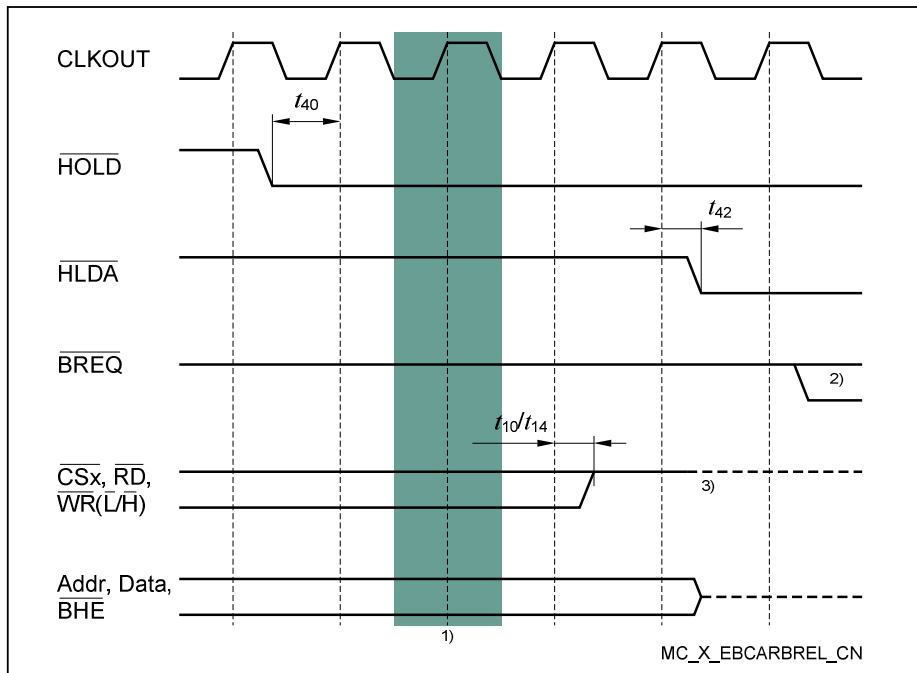 CLKOUT
t40
HOLD
t42
HLDA
BREQ
2)
t10/t14
CSx, RD,
WR(L/H)
3)
Addr, Data,
BHE
1)
MC_X_EBCARBREL_CN